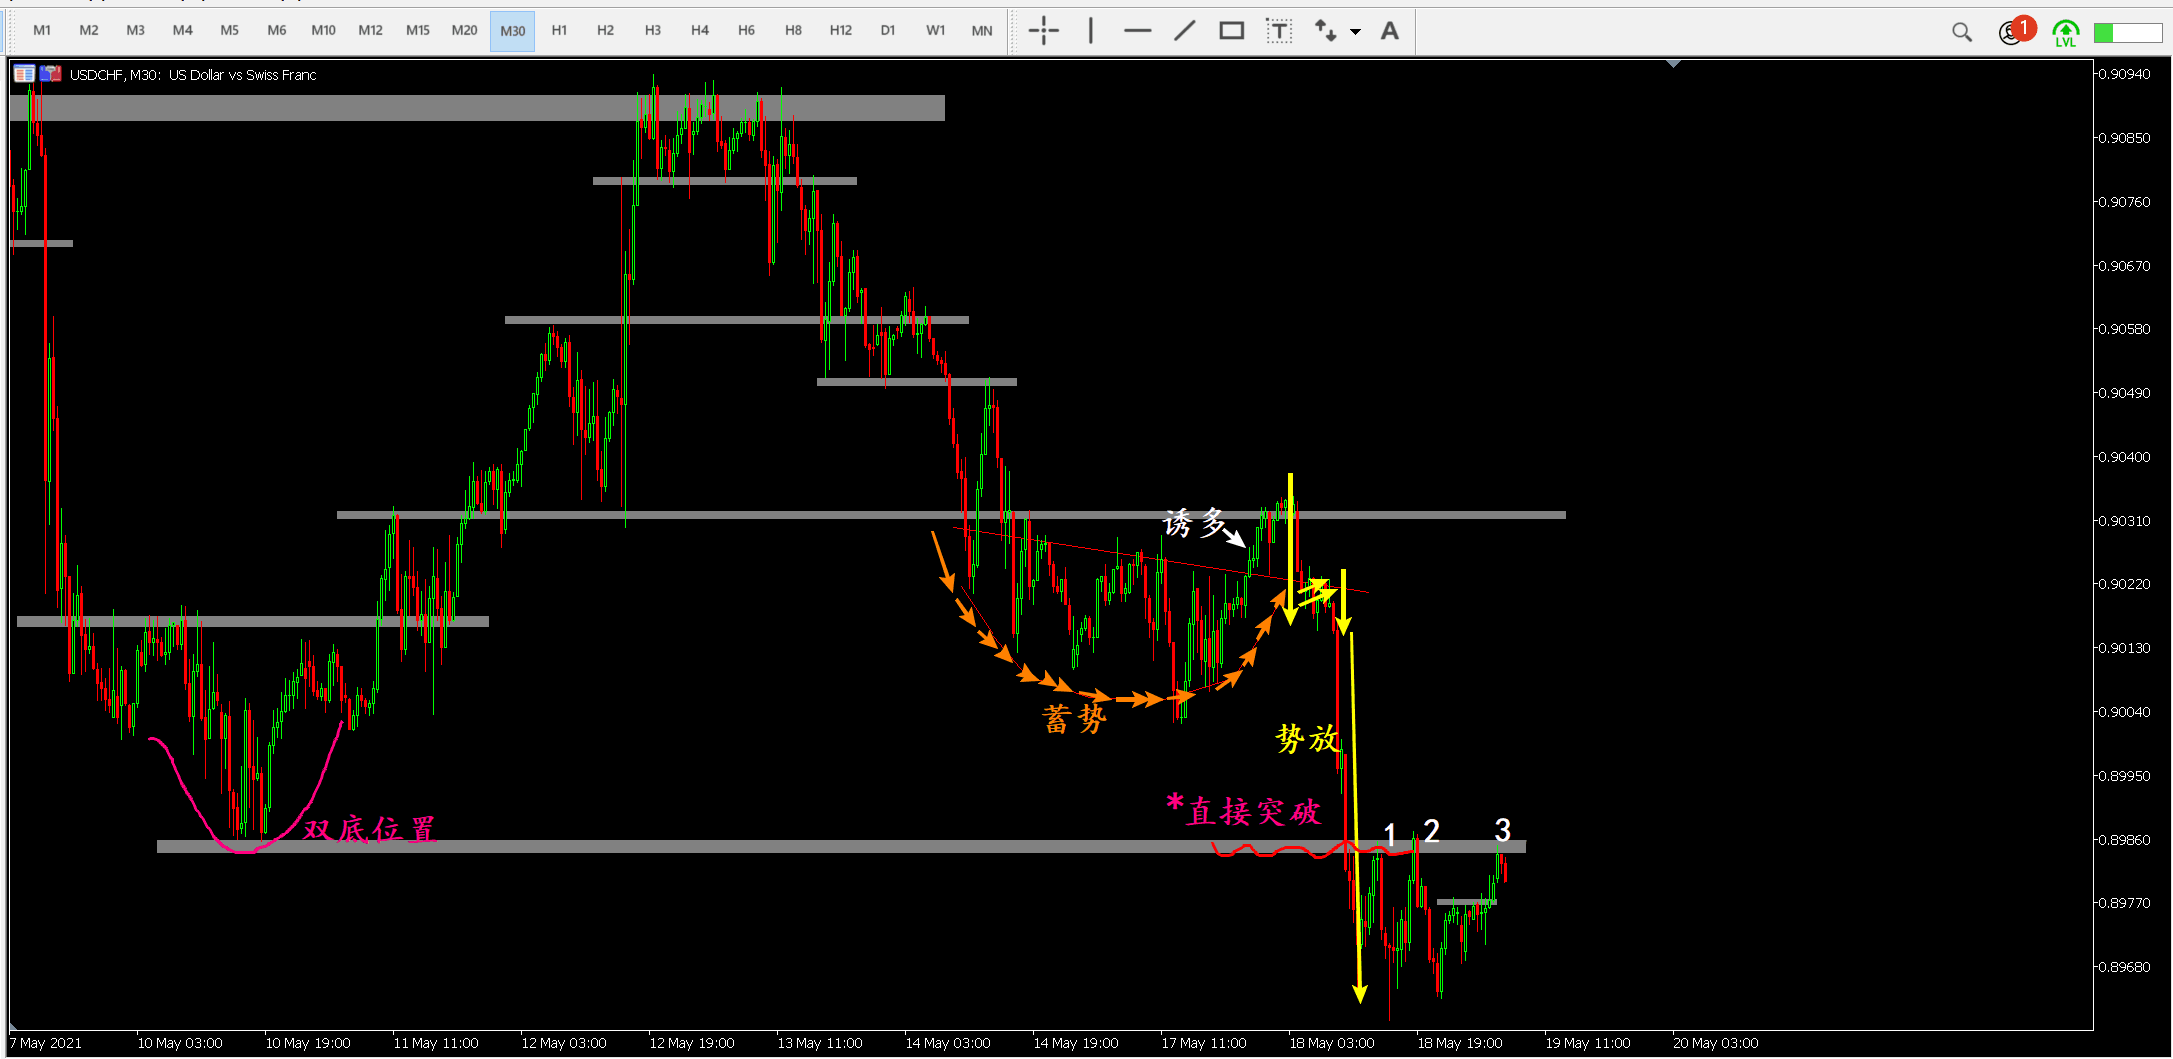 M1 M2 M3 M4 M5 M6 M10 M12 M15 M20 M30 H1 H2 H3 H4 H6 H8 H12 D1 W1 MN T A 1
LVL
USDCHF, M30: US Dollar vs Swiss Franc
0.90940
0.90850
0.90760
0.90670
0.90580
0.90490
0.90400
0.90310
诱多
0.90220
0.90130
0.90040
蓄势
势放
0.89950
*直接突破
双底位置
1 2 3
0.89860
0.89770
0.89680
7 May 2021 10 May 03:00 10 May 19:00 11 May 11:00 12 May 03:00 12 May 19:00 13 May 11:00 14 May 03:00 14 May 19:00 17 May 11:00 18 May 03:00 18 May 19:00 19 May 11:00 20 May 03:00